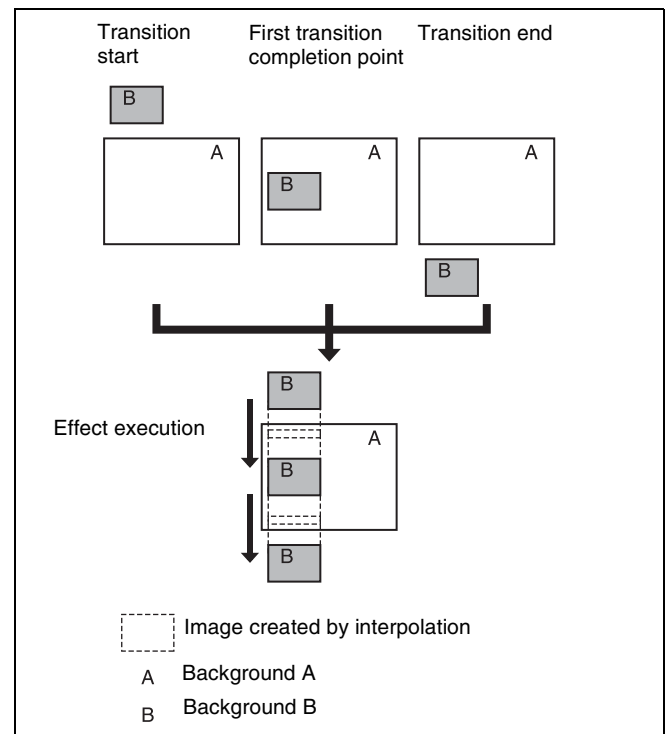 Transition start
First transition completion point
Transition end
B
A
B
A
A
B
B
Effect execution
A
B
B
Image created by interpolation
A Background A
B Background B